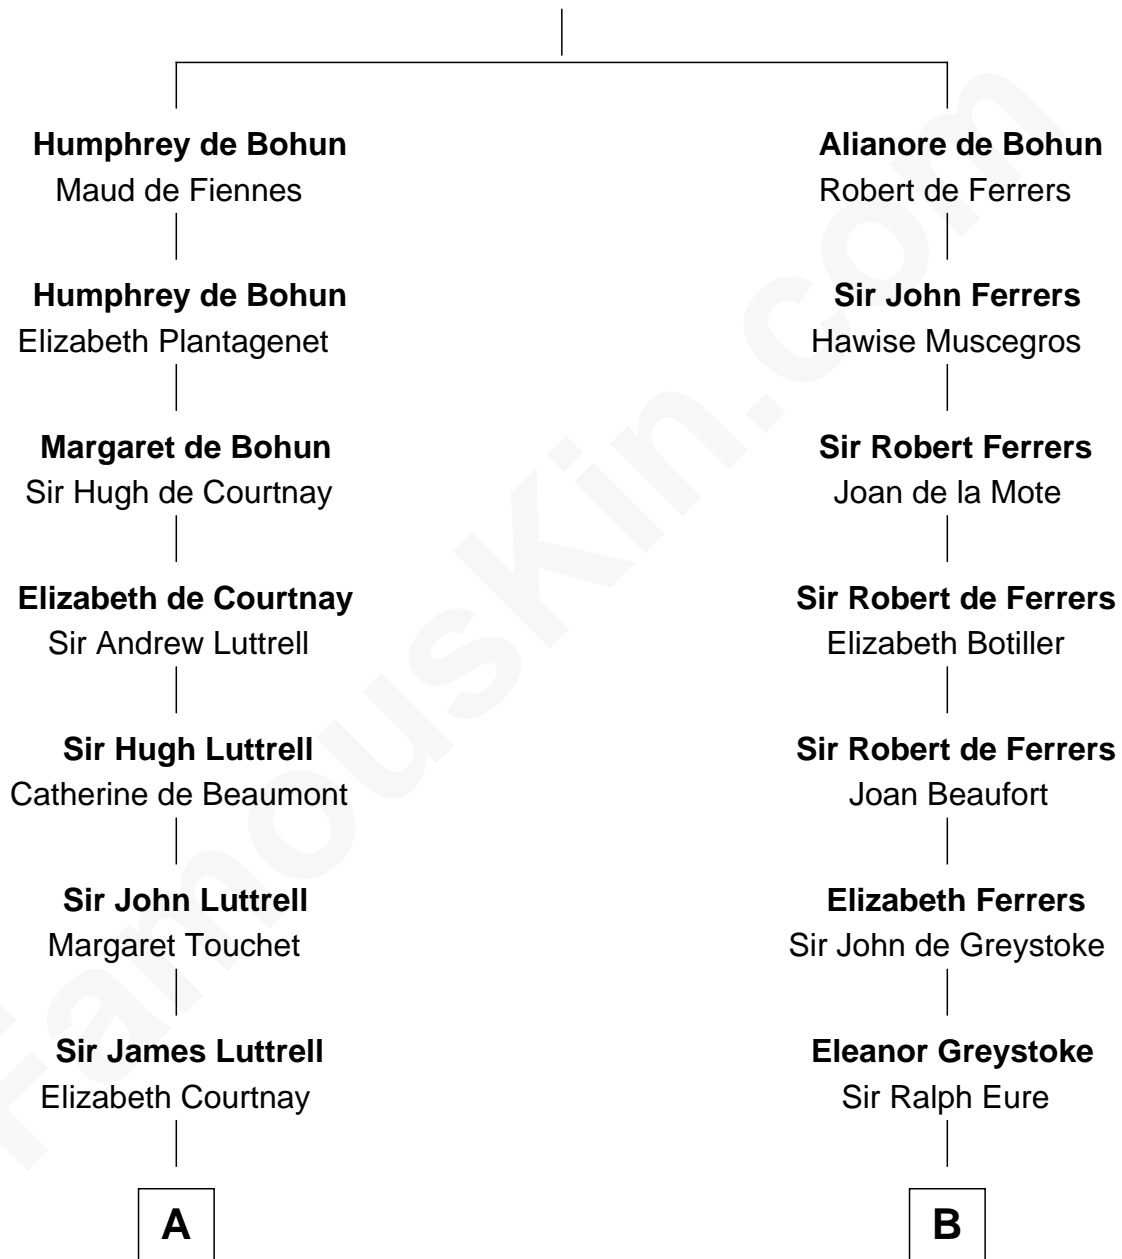 Humphrey de Bohun
Maud de Fiennes
Humphrey de Bohun
Elizabeth Plantagenet
Margaret de Bohun
Sir Hugh de Courtnay
Elizabeth de Courtnay
Sir Andrew Luttrell
Sir Hugh Luttrell
Catherine de Beaumont
Sir John Luttrell
Margaret Touchet
Sir James Luttrell
Elizabeth Courtnay
A
Alianore de Bohun
Robert de Ferrers
Sir John Ferrers
Hawise Muscegros
Sir Robert Ferrers
Joan de la Mote
Sir Robert de Ferrers
Elizabeth Botiller
Sir Robert de Ferrers
Joan Beaufort
Elizabeth Ferrers
Sir John de Greystoke
Eleanor Greystoke
Sir Ralph Eure
B
FamousKin.com